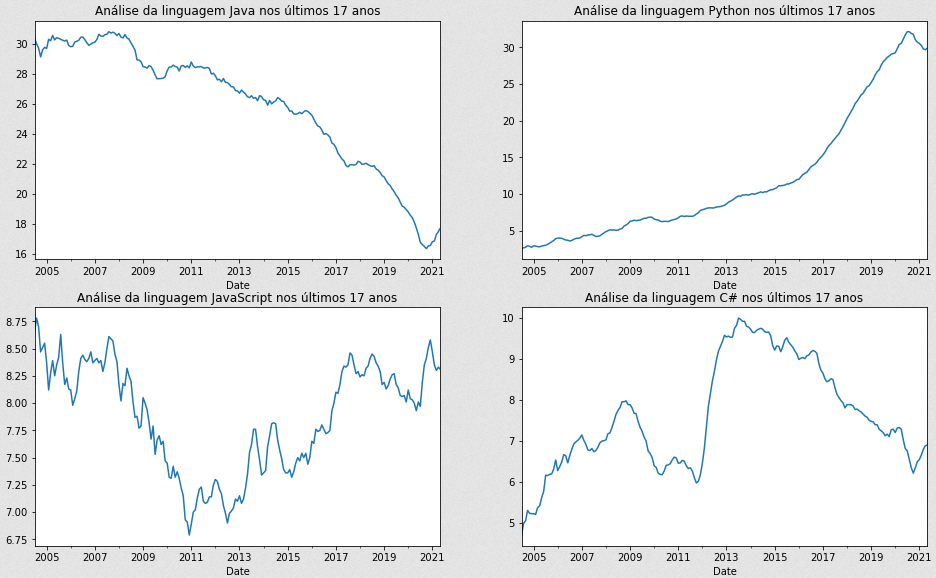 Análise da linguagem Java nos últimos 17 anos
30
28
26
24
22
20
18
16
2005 2007 2009 2011 2013 2015 2017 2019 2021
Date
Análise da linguagem Python nos últimos 17 anos
30
25
20
15
10
5
2005 2007 2009 2011 2013 2015 2017 2019 2021
Date
Análise da linguagem JavaScript nos últimos 17 anos
8.75
8.50
8.25
8.00
7.75
7.50
7.25
7.00
6.75
2005 2007 2009 2011 2013 2015 2017 2019 2021
Date
Análise da linguagem C# nos últimos 17 anos
10
9
8
7
6
5
2005 2007 2009 2011 2013 2015 2017 2019 2021
Date